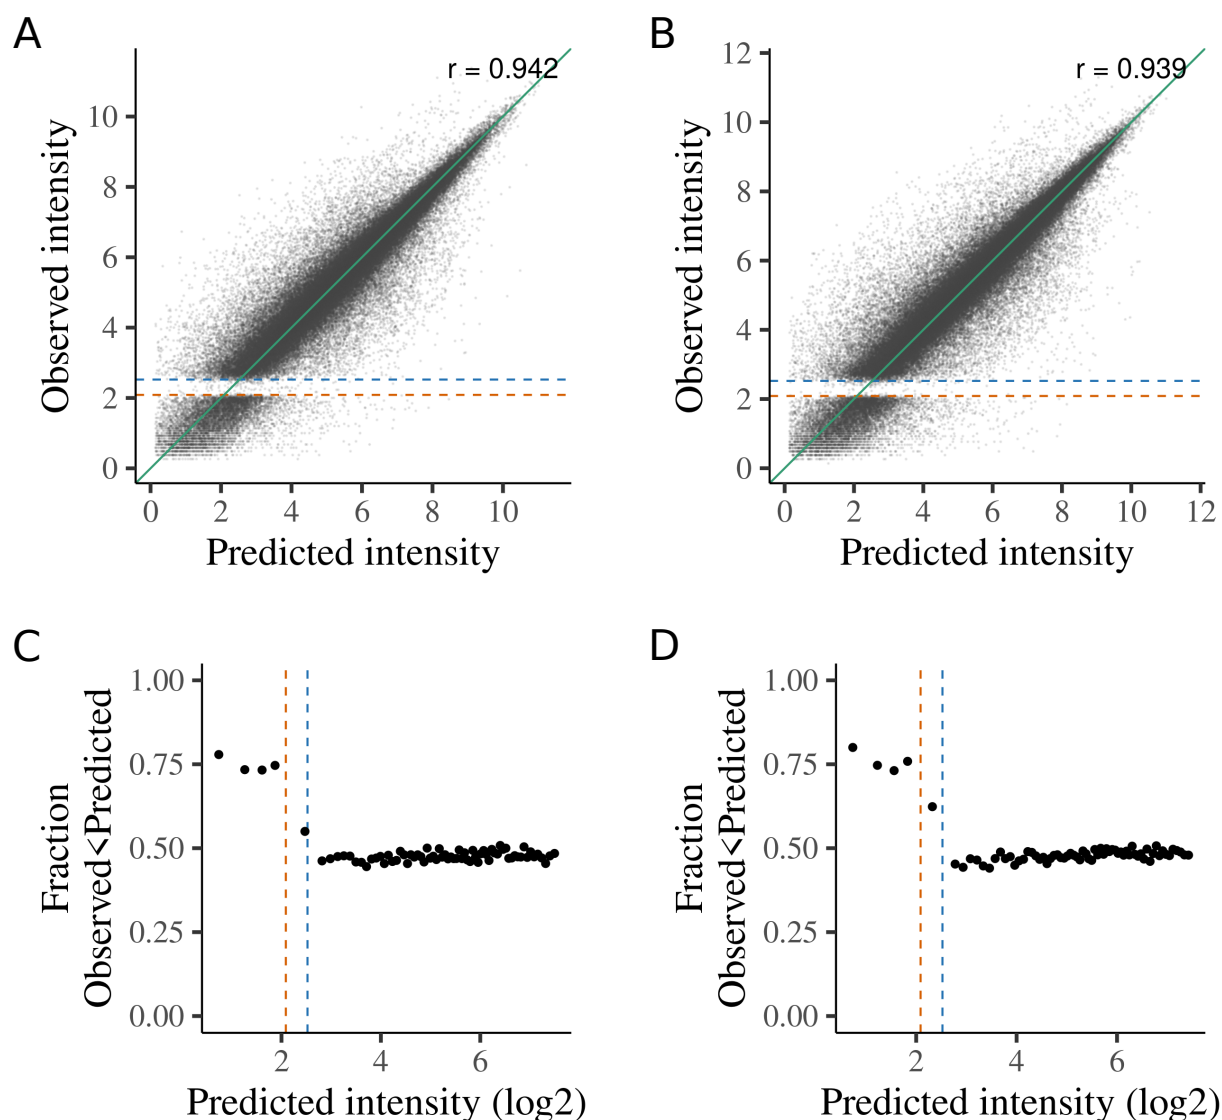 A
r = 0.942
Observed intensity
10
8
6
4
2
0
0 2 4 6 8 10
Predicted intensity
B
r = 0.939
Observed intensity
12
10
8
6
4
2
0
0 2 4 6 8 10 12
Predicted intensity
C
Fraction
Observed<Predicted
1.00
0.75
0.50
0.25
0.00
2 4 6
Predicted intensity (log2)
D
Fraction
Observed<Predicted
1.00
0.75
0.50
0.25
0.00
2 4 6
Predicted intensity (log2)